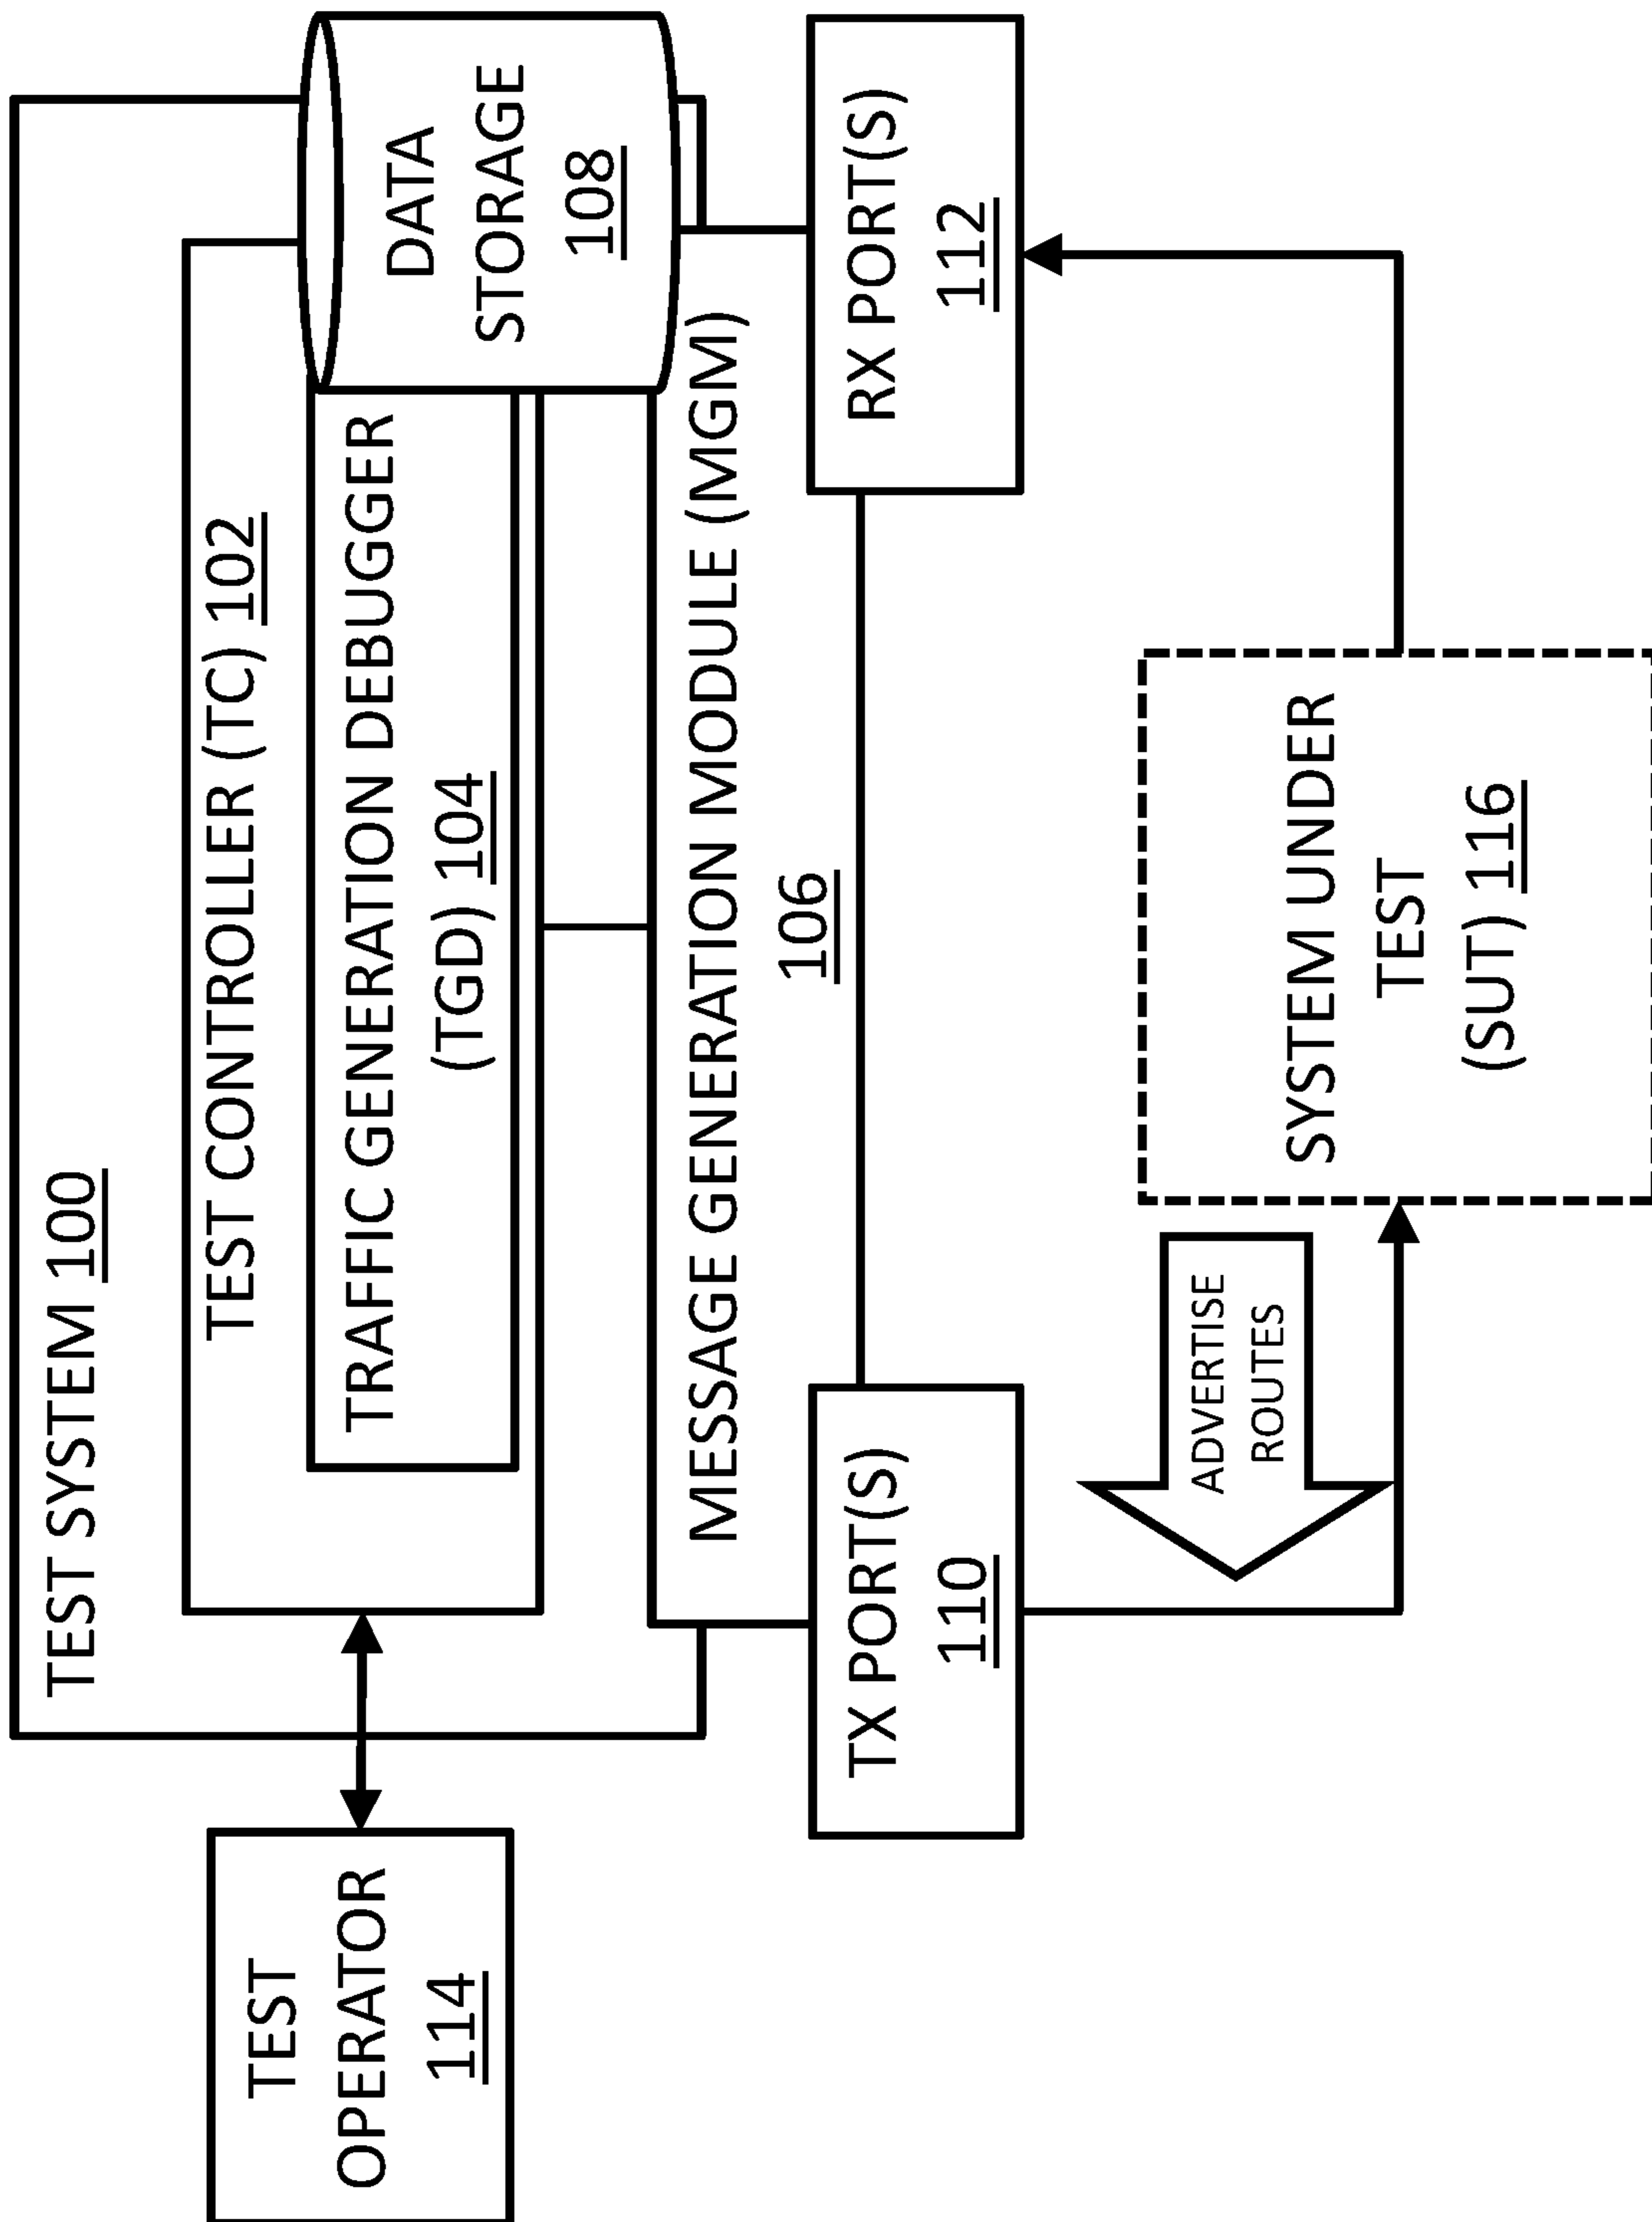 TEST SYSTEM 100
TEST CONTROLLER (TC) 102
TRAFFIC GENERATION DEBUGGER
(TGD) 104
DATA
STORAGE
108
TEST
OPERATOR
114
MESSAGE GENERATION MODULE (MGM)
106
TX PORT(S)
110
RX PORT(S)
112
ADVERTISE
ROUTES
SYSTEM UNDER
TEST
(SUT) 116